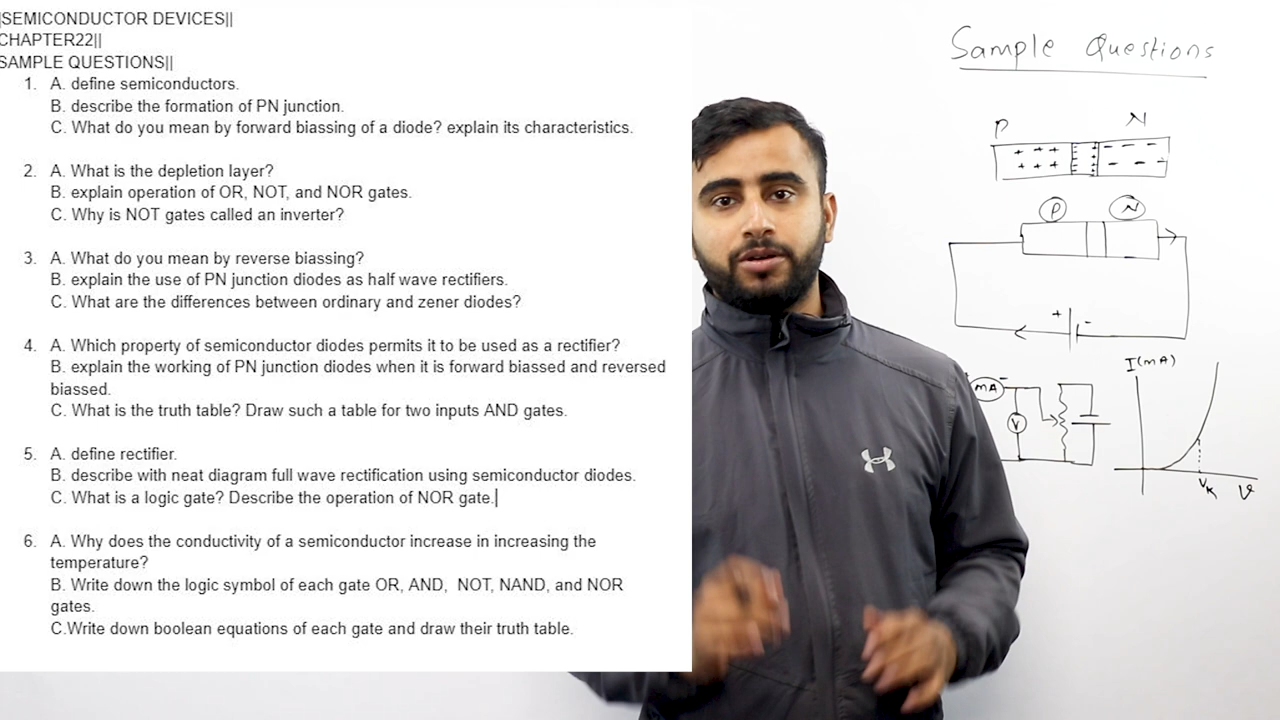 |SEMICONDUCTOR DEVICES||
CHAPTER22||
SAMPLE QUESTIONS||
1. A. define semiconductors.
B. describe the formation of PN junction.
C. What do you mean by forward biassing of a diode? explain its characteristics.
2. A. What is the depletion layer?
B. explain operation of OR, NOT, and NOR gates.
C. Why is NOT gates called an inverter?
3. A. What do you mean by reverse biassing?
B. explain the use of PN junction diodes as half wave rectifiers.
C. What are the differences between ordinary and zener diodes?
4. A. Which property of semiconductor diodes permits it to be used as a rectifier?
B. explain the working of PN junction diodes when it is forward biassed and reversed
biassed.
C. What is the truth table? Draw such a table for two inputs AND gates.
5. A. define rectifier.
B. describe with neat diagram full wave rectification using semiconductor diodes.
C. What is a logic gate? Describe the operation of NOR gate.
6. A. Why does the conductivity of a semiconductor increase in increasing the
temperature?
B. Write down the logic symbol of each gate OR, AND, NOT, NAND, and NOR
gates.
C.Write down boolean equations of each gate and draw their truth table.
Sample Questions
P N
+ + + - - -
+ + + - - -
P N
+ -
I(mA)
mA -
V
VK V